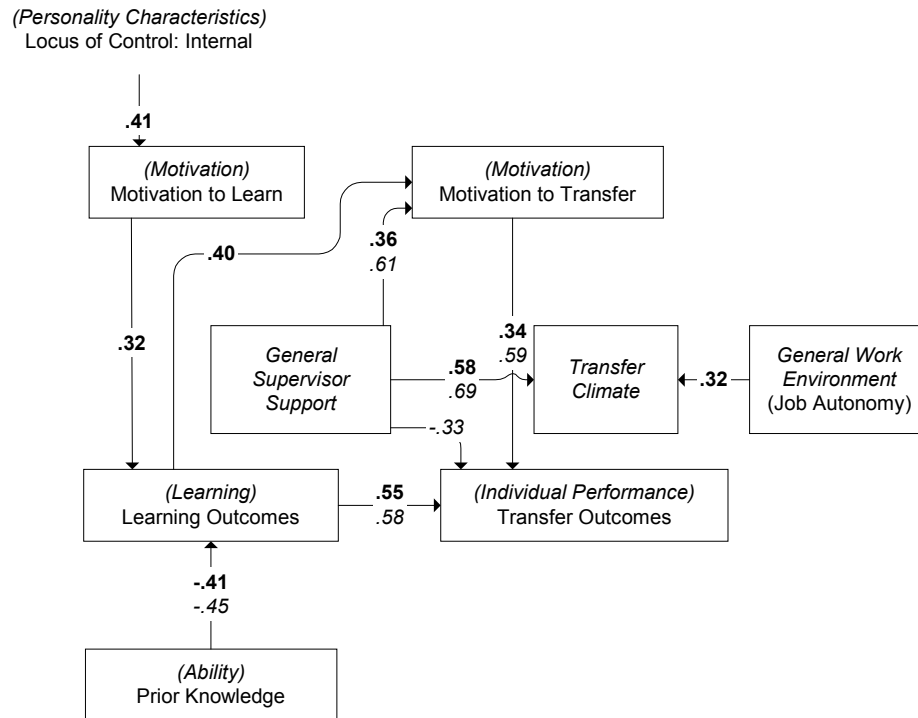 (Personality Characteristics)
Locus of Control: Internal
.41
(Motivation)
Motivation to Learn
(Motivation)
Motivation to Transfer
.40
.36
.61
.32
General
Supervisor
Support
.58
.69
.34
.59
Transfer
Climate
.32
General Work
Environment
(Job Autonomy)
-.33
(Learning)
Learning Outcomes
.55
.58
(Individual Performance)
Transfer Outcomes
-.41
-.45
(Ability)
Prior Knowledge